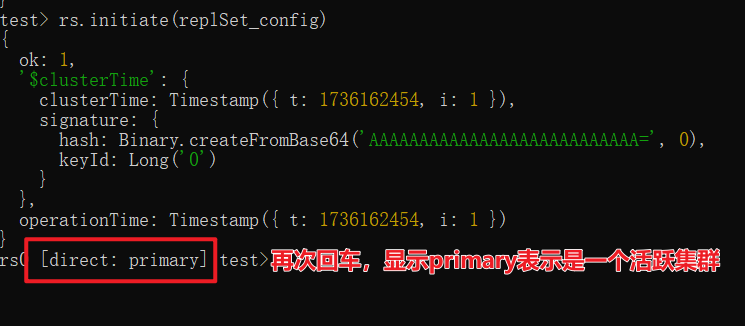 }
test> rs.initiate(replSet_config)
{
  ok: 1,
  '$clusterTime': {
    clusterTime: Timestamp({ t: 1736162454, i: 1 }),
    signature: {
      hash: Binary.createFromBase64('AAAAAAAAAAAAAAAAAAAAAAAAAAA=', 0),
      keyId: Long('0')
    }
  },
  operationTime: Timestamp({ t: 1736162454, i: 1 })
}
rs0 [direct: primary] test>再次回车，显示primary表示是一个活跃集群